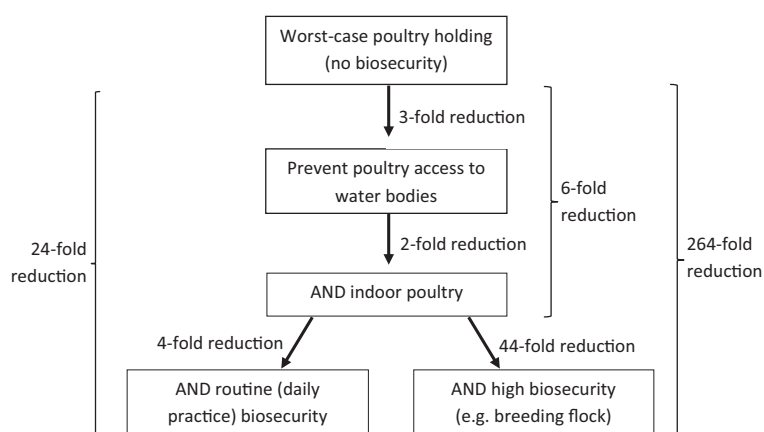 Worst-case poultry holding
(no biosecurity)
3-fold reduction
Prevent poultry access to
water bodies
6-fold
reduction
2-fold reduction
24-fold
reduction
264-fold
reduction
AND indoor poultry
4-fold reduction
44-fold reduction
AND routine (daily
practice) biosecurity
AND high biosecurity
(e.g. breeding flock)